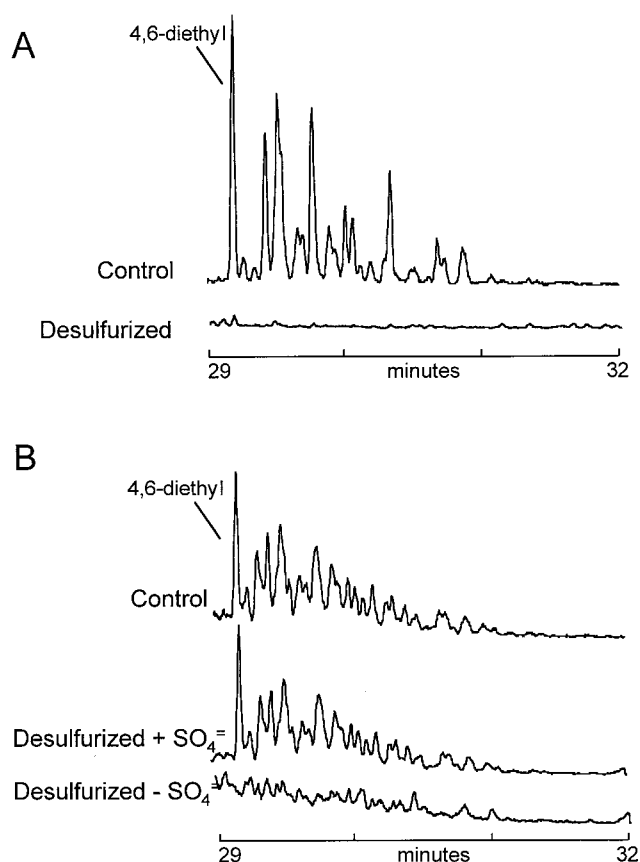 A
4,6-diethyl
Control
Desulfurized
29 minutes 32
B
4,6-diethyl
Control
Desulfurized + SO4=
Desulfurized - SO4=
29 minutes 32